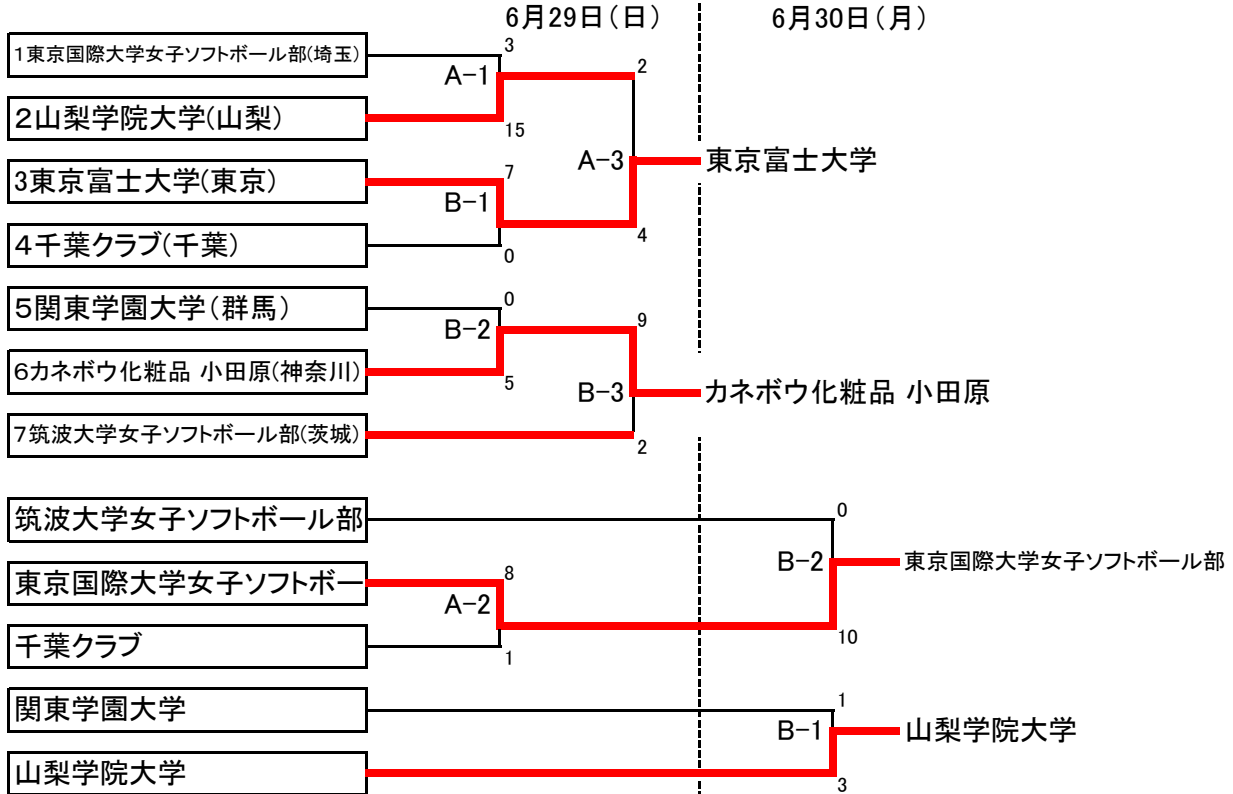 6月29日（日） 6月30日（月）
1東京国際大学女子ソフトボール部(埼玉)
3
A-1
2
２山梨学院大学(山梨)
15
A-3
東京富士大学
3東京富士大学(東京)
7
B-1
4
４千葉クラブ(千葉)
0
５関東学園大学（群馬）
0
B-2
9
６カネボウ化粧品 小田原(神奈川)
5
B-3
カネボウ化粧品 小田原
７筑波大学女子ソフトボール部(茨城)
2
筑波大学女子ソフトボール部
0
B-2
東京国際大学女子ソフトボール部
東京国際大学女子ソフトボー
8
A-2
10
千葉クラブ
1
関東学園大学
1
B-1
山梨学院大学
山梨学院大学
3